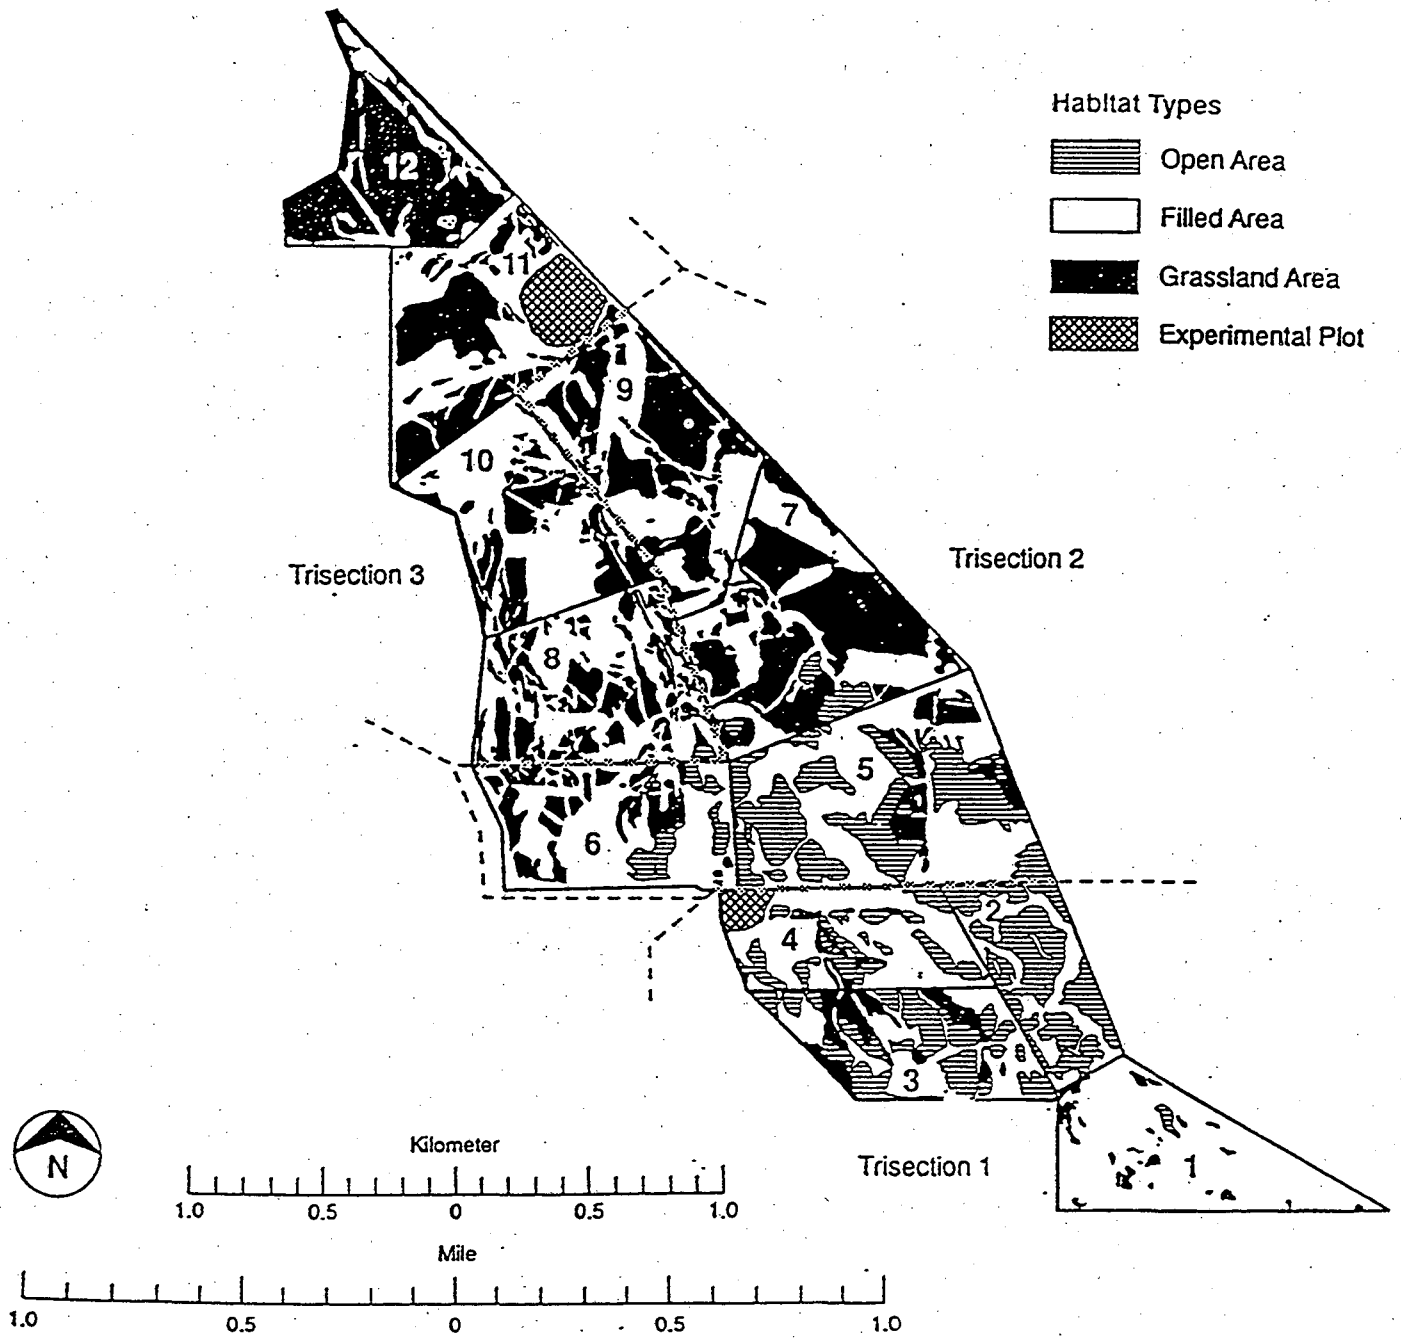 Habitat Types
Open Area
Filled Area
Grassland Area
Experimental Plot
12
11
9
10
7
Trisection 2
Trisection 3
8
5
6
2
4
3
Trisection 1
1
N
Kilometer
1.0 0.5 0 0.5 1.0
Mile
1.0 0.5 0 0.5 1.0